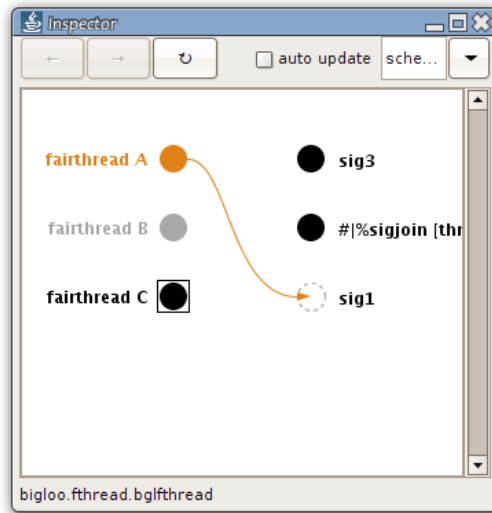 Inspector
← → ↻ auto update sche...
fairthread A sig3
fairthread B #|%sigjoin [thr
fairthread C sig1
bigloo.fthread.bglfthread